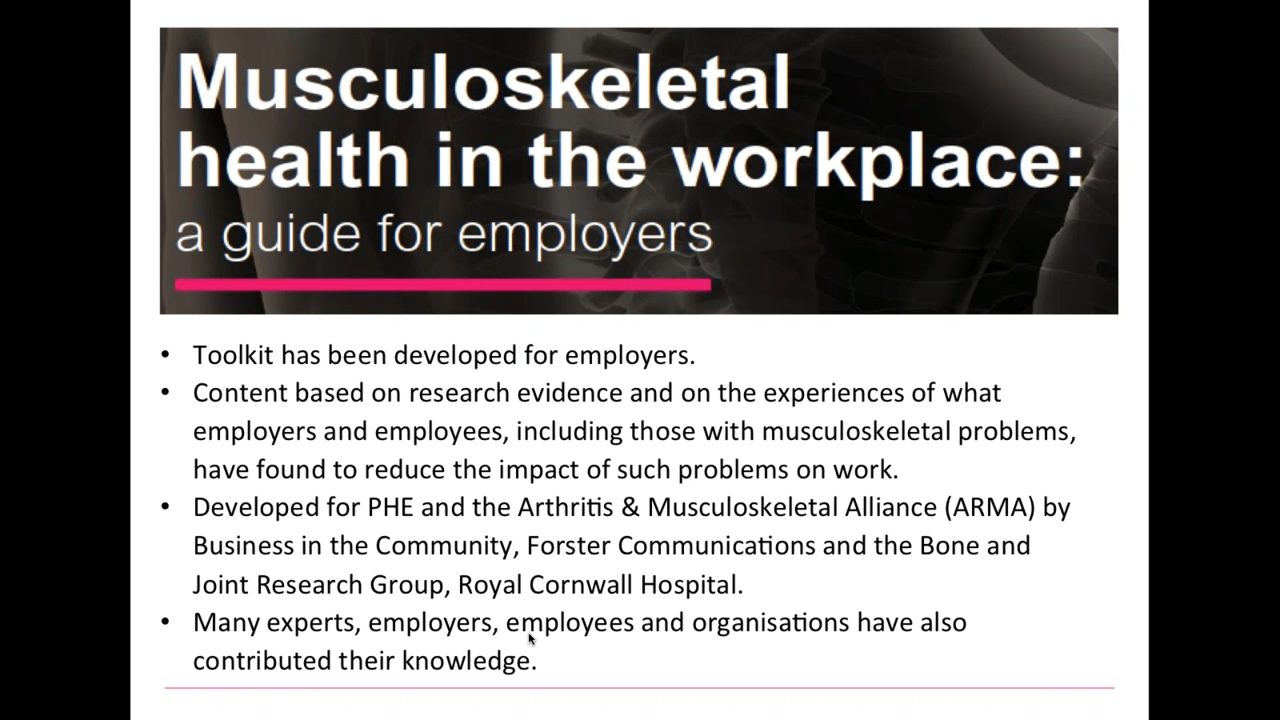 Musculoskeletal
health in the workplace:
a guide for employers
• Toolkit has been developed for employers.
• Content based on research evidence and on the experiences of what
employers and employees, including those with musculoskeletal problems,
have found to reduce the impact of such problems on work.
• Developed for PHE and the Arthritis & Musculoskeletal Alliance (ARMA) by
Business in the Community, Forster Communications and the Bone and
Joint Research Group, Royal Cornwall Hospital.
• Many experts, employers, employees and organisations have also
contributed their knowledge.